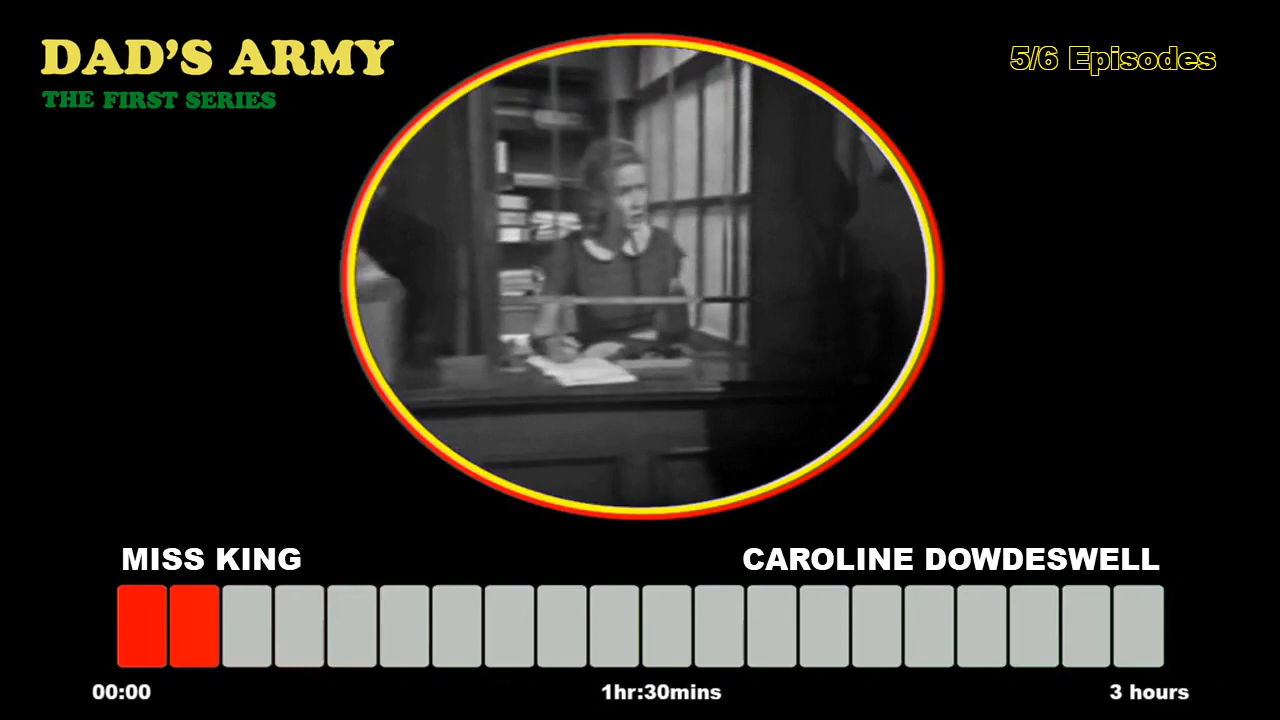 DAD'S ARMY
THE FIRST SERIES
5/6 Episodes
MISS KING
CAROLINE DOWDESWELL
00:00
1hr:30mins
3 hours